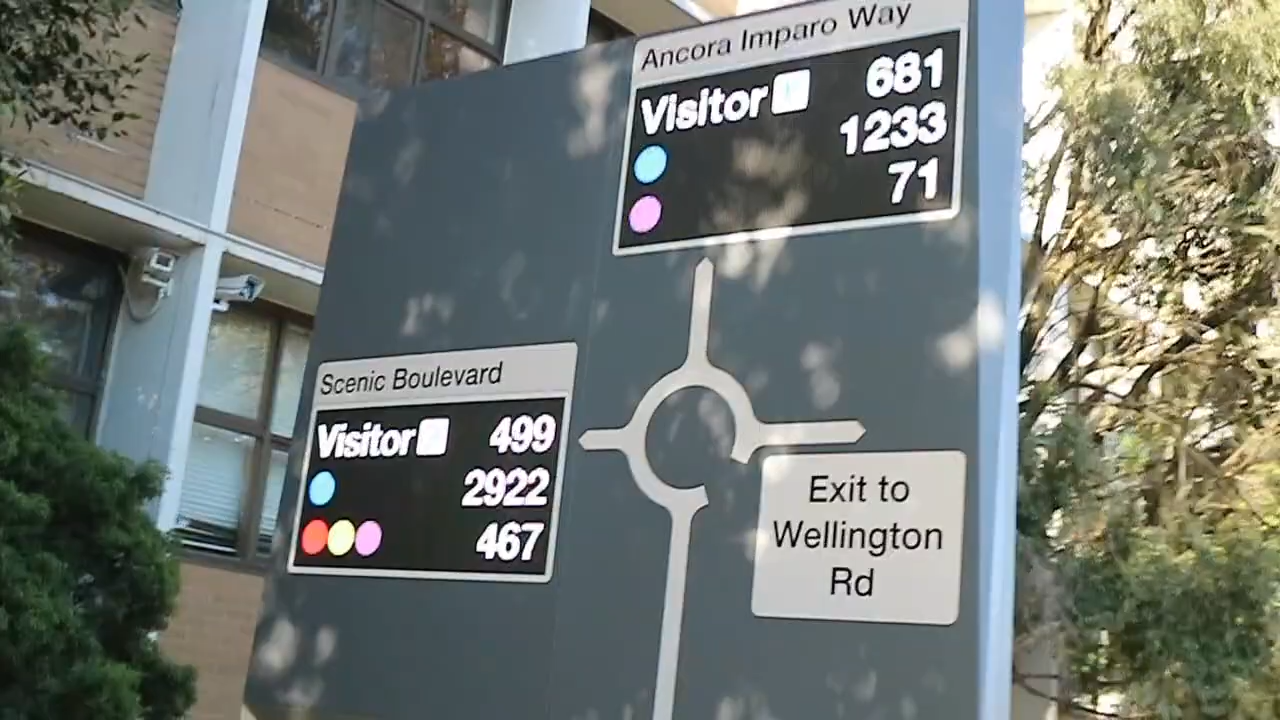 Ancora Imparo Way
Visitor 681
1233
71
Scenic Boulevard
Visitor 499
2922
467
Exit to
Wellington
Rd